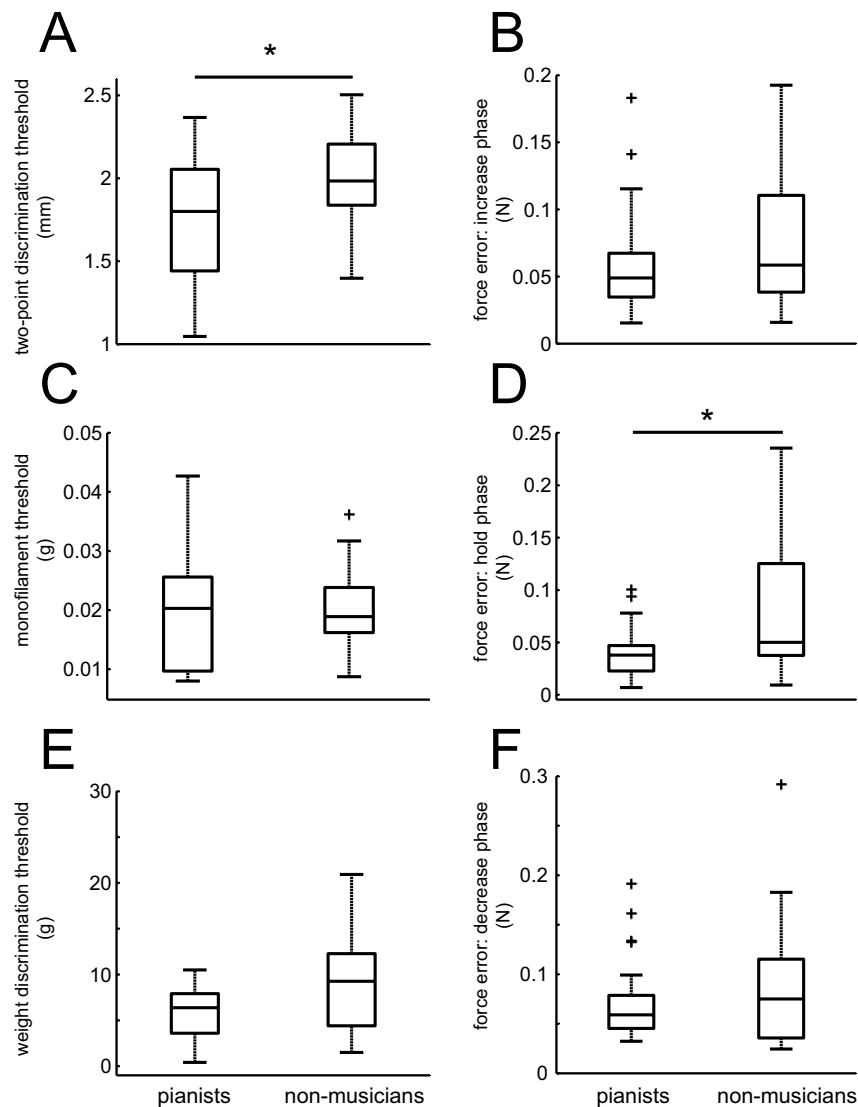 A
*
two-point discrimination threshold
(mm)
2.5
2
1.5
1
B
force error: increase phase
(N)
0.2
0.15
0.1
0.05
0
C
monofilament threshold
(g)
0.05
0.04
0.03
0.02
0.01
D
*
force error: hold phase
(N)
0.25
0.2
0.15
0.1
0.05
0
E
weight discrimination threshold
(g)
30
20
10
0
pianists non-musicians
F
force error: decrease phase
(N)
0.3
0.2
0.1
0
pianists non-musicians